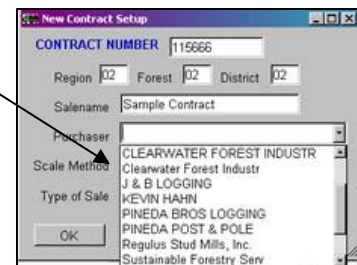 New Contract Setup
CONTRACT NUMBER 115666
Region 02 Forest 02 District 02
Salename Sample Contract
Purchaser
CLEARWATER FOREST INDUSTR
Scale Method Clearwater Forest Industr
J & B LOGGING
Type of Sale KEVIN HAHN
PINEDA BROS LOGGING
OK PINEDA POST & POLE
Regulus Stud Mills, Inc.
Sustainable Forestry Serv